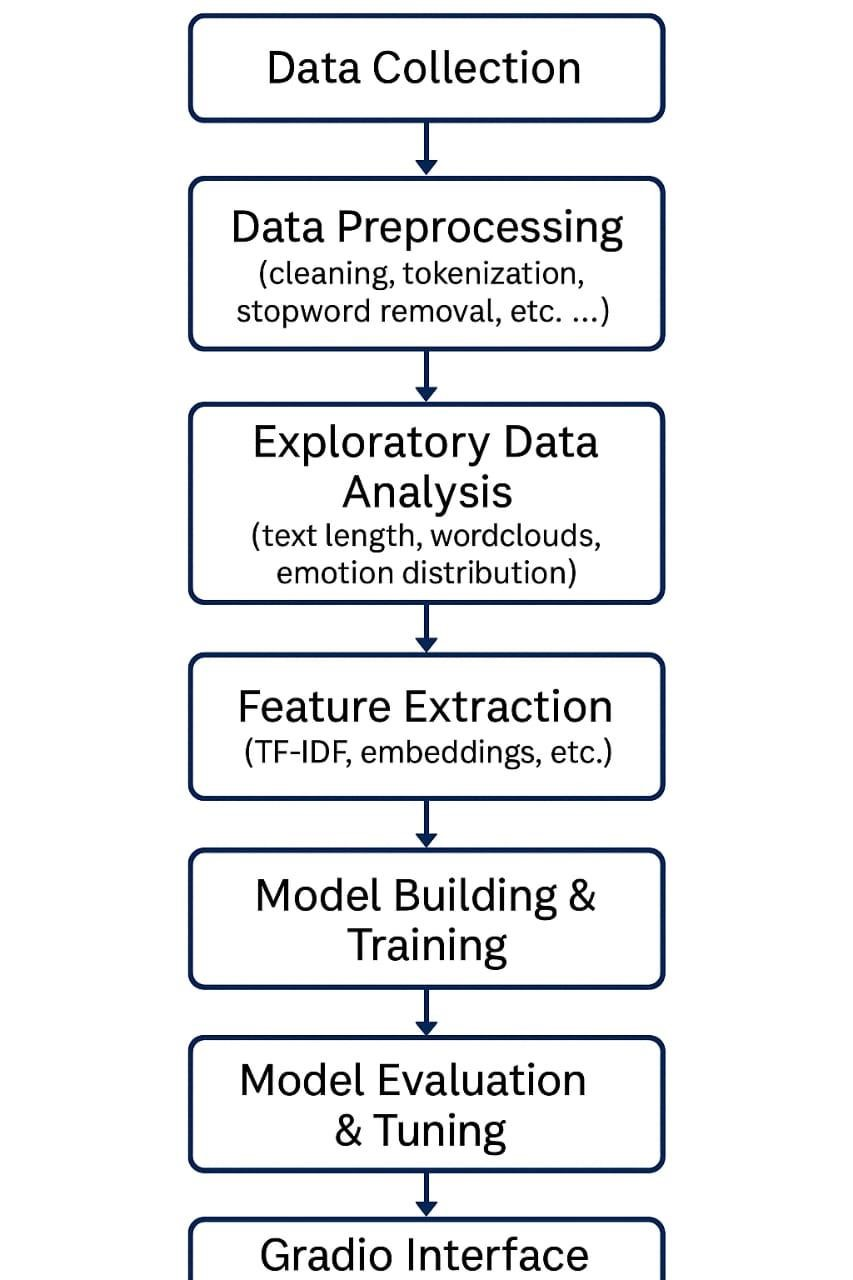 Data Collection
Data Preprocessing
(cleaning, tokenization,
stopword removal, etc. ...)
Exploratory Data
Analysis
(text length, wordclouds,
emotion distribution)
Feature Extraction
(TF-IDF, embeddings, etc.)
Model Building &
Training
Model Evaluation
& Tuning
Gradio Interface